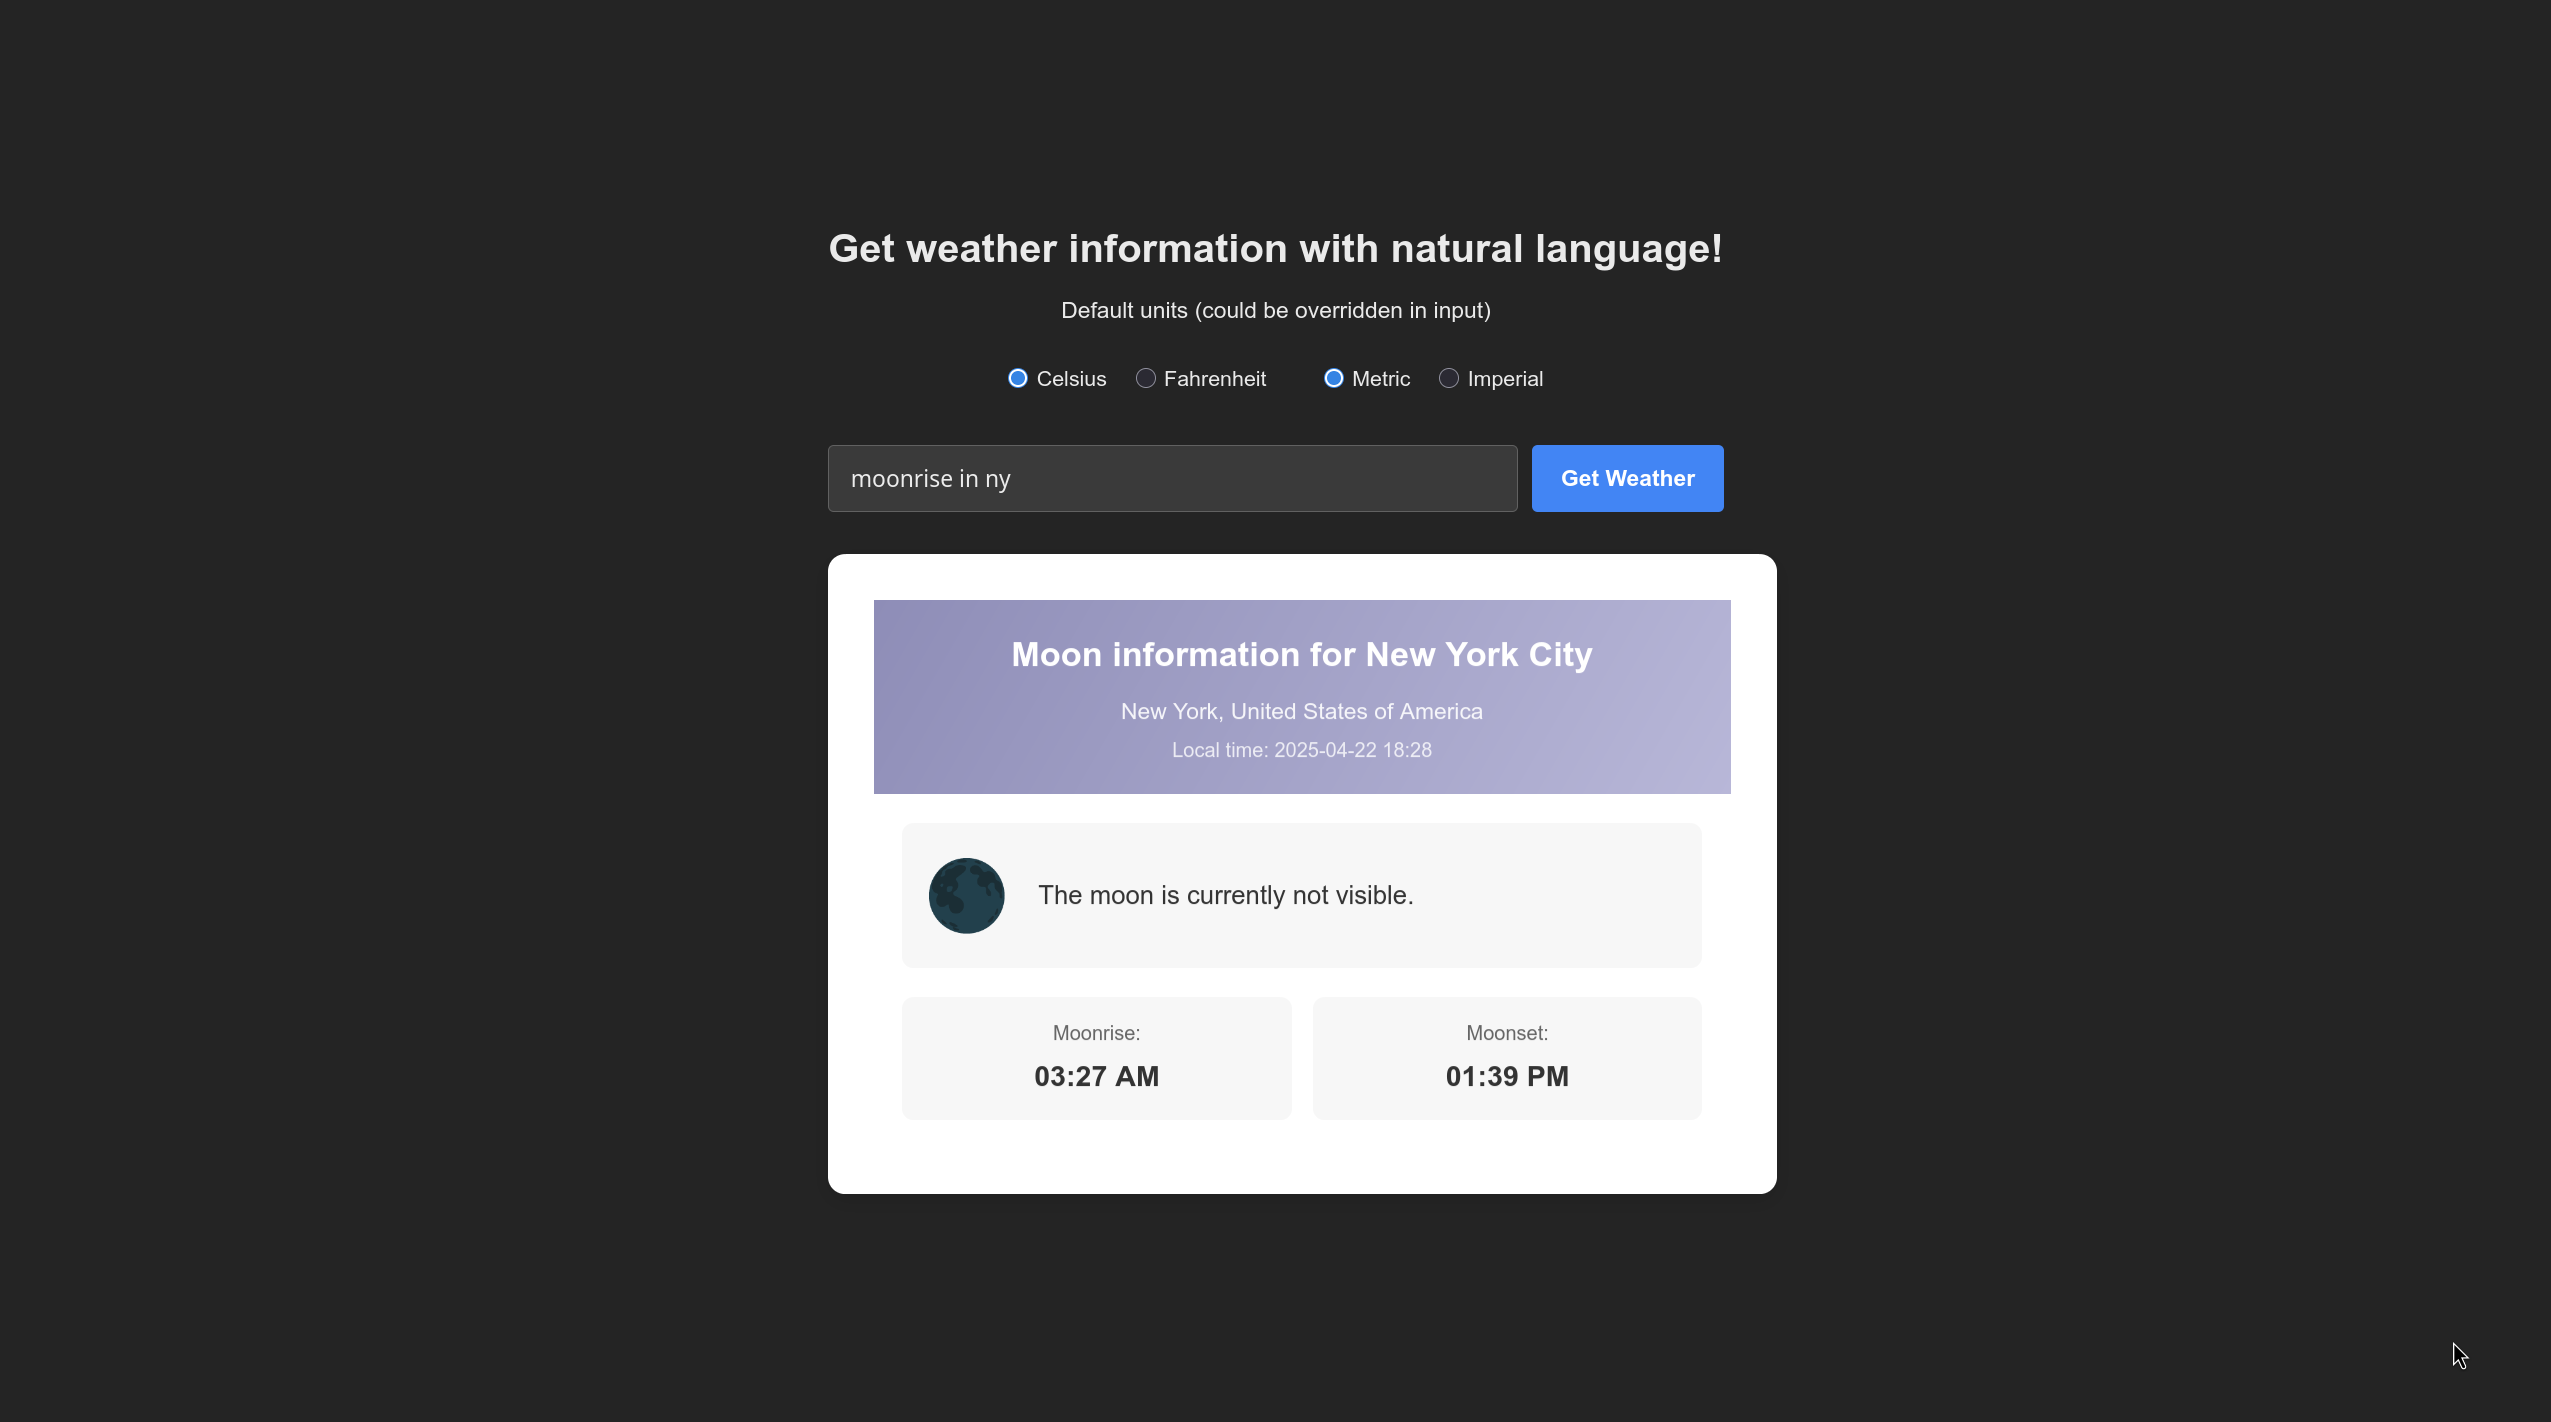 Get weather information with natural language!
Default units (could be overridden in input)
Celsius Fahrenheit Metric Imperial
moonrise in ny Get Weather
Moon information for New York City
New York, United States of America
Local time: 2025-04-22 18:28
The moon is currently not visible.
Moonrise: Moonset:
03:27 AM 01:39 PM